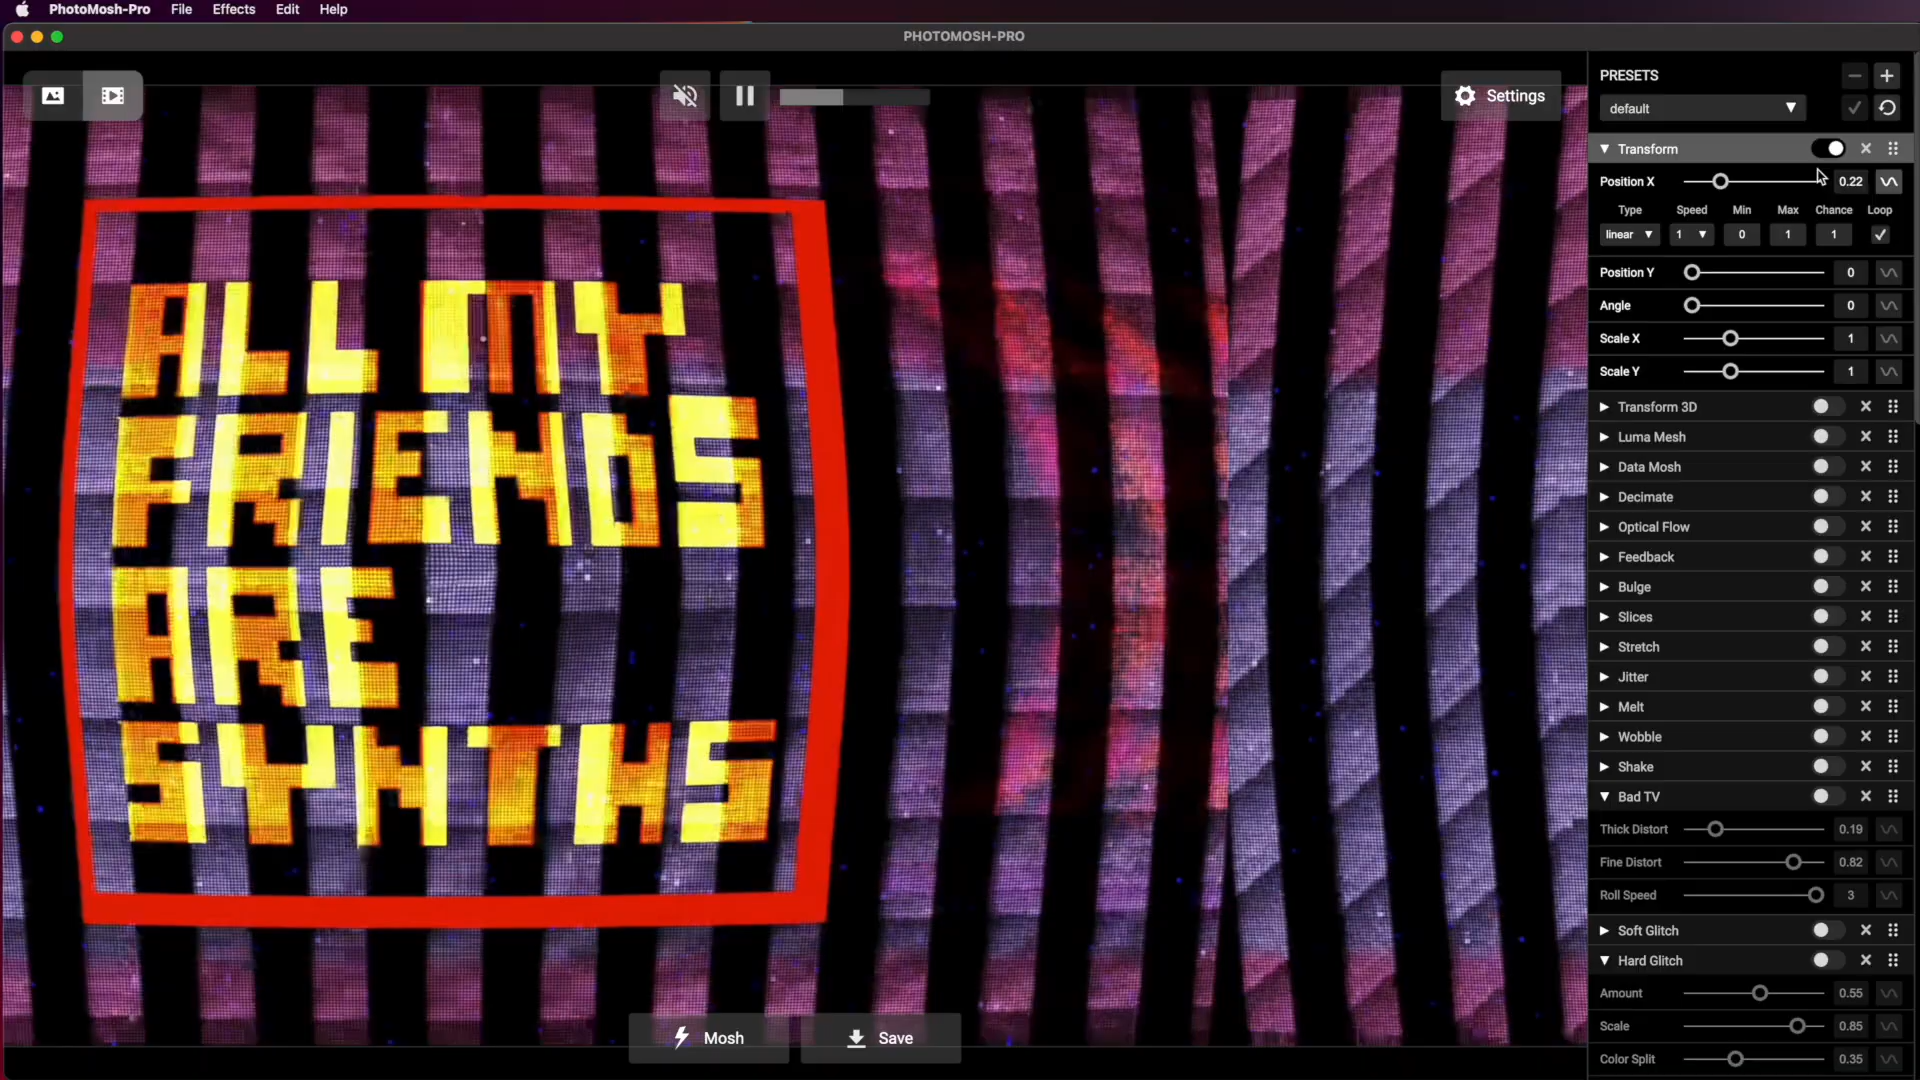 PhotoMosh-Pro File Effects Edit Help
PHOTOMOSH-PRO
Settings
ALL MY
FRIENDS
ARE
SYNTHS
Mosh
Save
PRESETS
default
Transform
Position X 0.22
Type Speed Min Max Chance Loop
linear 1 0 1 1
Position Y 0
Angle 0
Scale X 1
Scale Y 1
Transform 3D
Luma Mesh
Data Mosh
Decimate
Optical Flow
Feedback
Bulge
Slices
Stretch
Jitter
Melt
Wobble
Shake
Bad TV
Thick Distort 0.19
Fine Distort 0.82
Roll Speed 3
Soft Glitch
Hard Glitch
Amount 0.55
Scale 0.85
Color Split 0.35